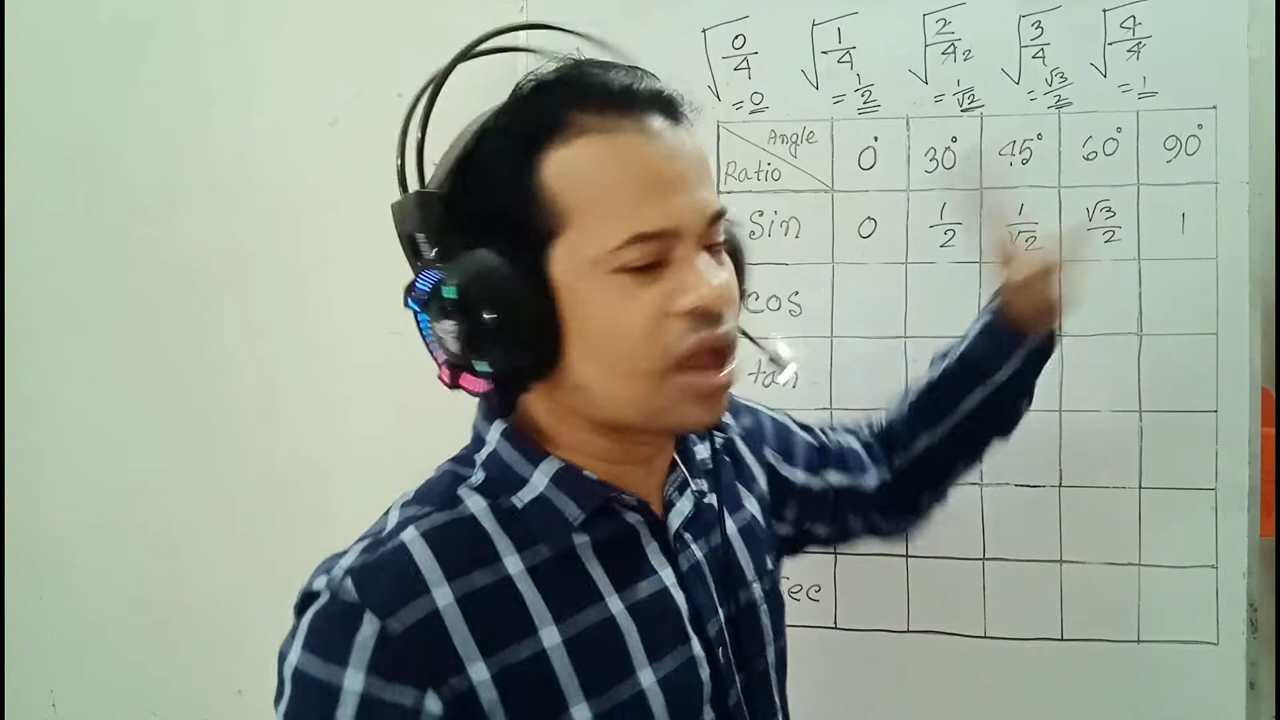 √0/4 √1/4 √2/4 2 √3/4 √4/4
=0 =1/2 =1/√2 =√3/2 =1
Angle
Ratio 0° 30° 45° 60° 90°
Sin 0 1/2 1/√2 √3/2 1
cos
tan